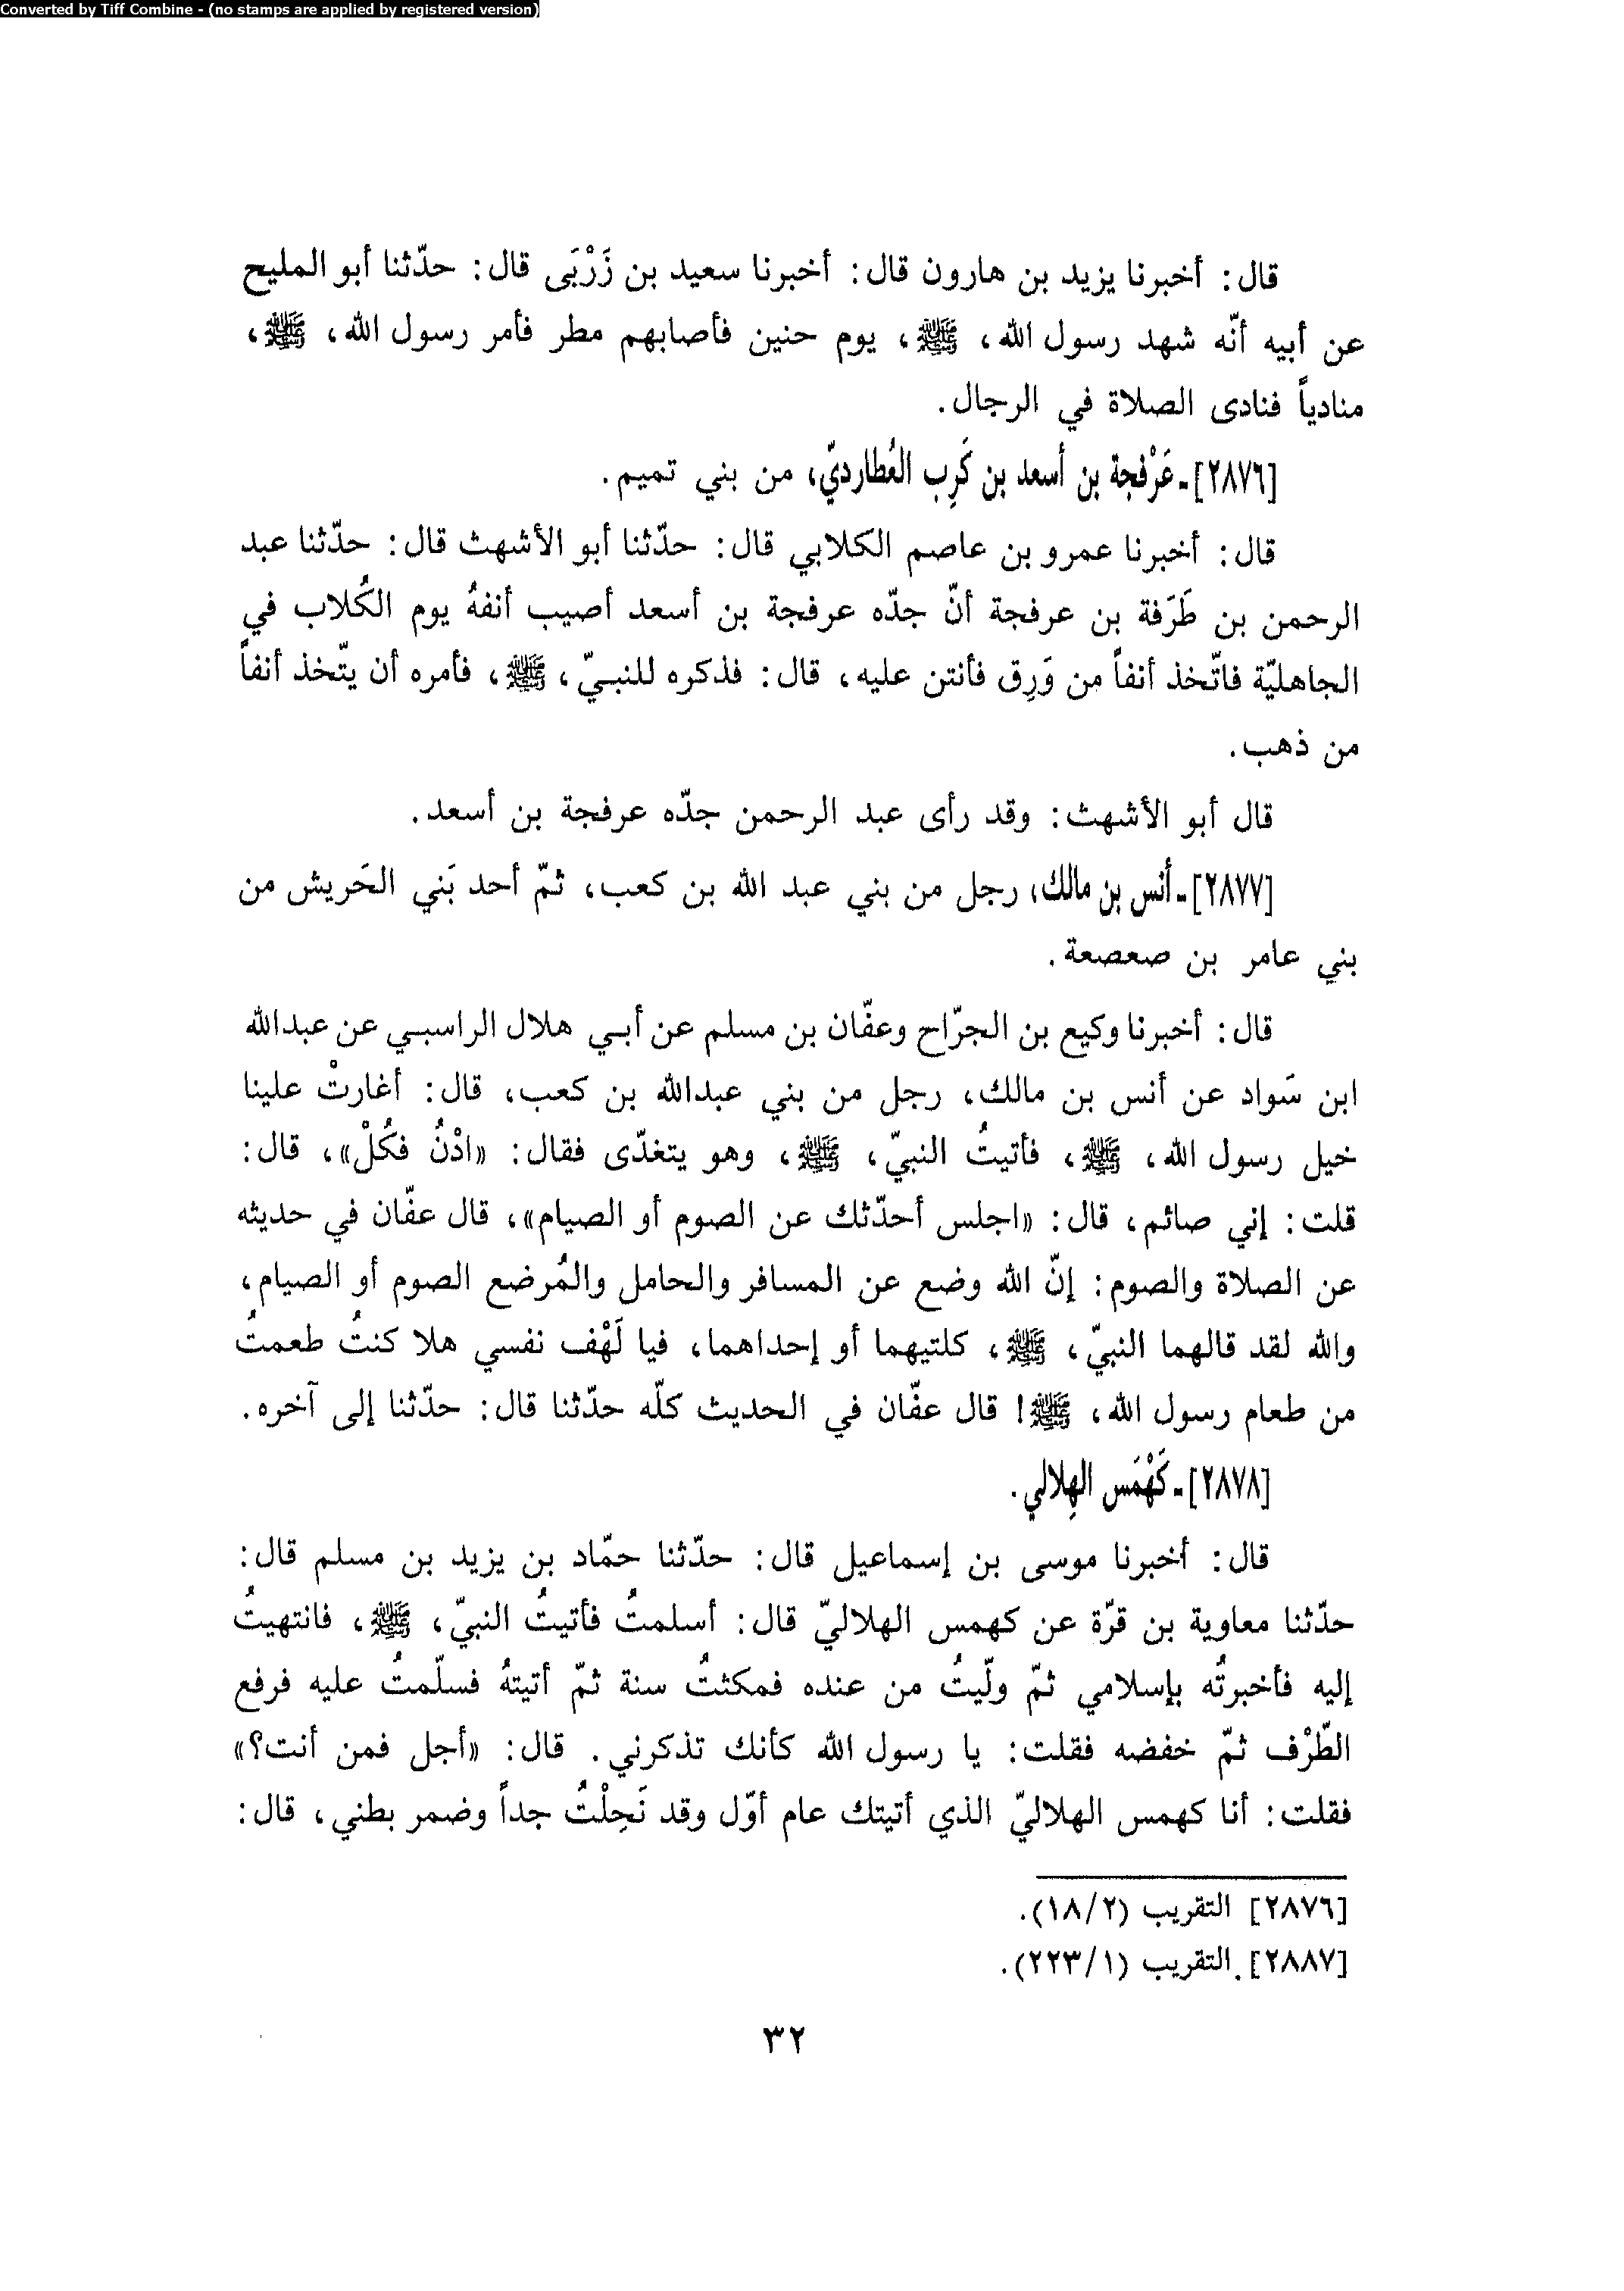 Converted by Tiff Combine - (no stamps are applied by registered version)
قال: أخبرنا يزيد بن هارون قال: أخبرنا سعيد بن زَرْبَى قال: حدّثنا أبو المليح
عن أبيه أنّه شهد رسول الله، ﷺ، يوم حنين فأصابهم مطر فأمر رسول الله، ﷺ،
منادياً فنادى الصلاة في الرجال.
[٢٨٧٦]ـ عَرْفجة بن أسعد بن كَرِب العُطارديّ، من بني تميم.
قال: أخبرنا عمرو بن عاصم الكلابي قال: حدّثنا أبو الأشهث قال: حدّثنا عبد
الرحمن بن طَرَفة بن عرفجة أنّ جدّه عرفجة بن أسعد أصيب أنفهُ يوم الكُلاب في
الجاهليّة فاتّخذ أنفاً من وَرِق فأنتن عليه، قال: فذكره للنبيّ، ﷺ، فأمره أن يتّخذ أنفاً
من ذهب.
قال أبو الأشهث: وقد رأى عبد الرحمن جدّه عرفجة بن أسعد.
[٢٨٧٧]ـ أنس بن مالك، رجل من بني عبد الله بن كعب، ثمّ أحد بَني الحَريش من
بني عامر بن صعصعة.
قال: أخبرنا وكيع بن الجرّاح وعفّان بن مسلم عن أبي هلال الراسبي عن عبدالله
ابن سَواد عن أنس بن مالك، رجل من بني عبدالله بن كعب، قال: أغارتْ علينا
خيل رسول الله، ﷺ، فأتيتُ النبيّ، ﷺ، وهو يتغدّى فقال: «ادْنُ فكُلْ»، قال:
قلت: إني صائم، قال: «اجلس أحدّثك عن الصوم أو الصيام»، قال عفّان في حديثه
عن الصلاة والصوم: إنّ الله وضع عن المسافر والحامل والمُرضع الصوم أو الصيام،
والله لقد قالهما النبيّ، ﷺ، كلتيهما أو إحداهما، فيا لَهْف نفسي هلا كنتُ طعمتُ
من طعام رسول الله، ﷺ! قال عفّان في الحديث كلّه حدّثنا قال: حدّثنا إلى آخره.
[٢٨٧٨]ـ كَهْمَس الهِلالي.
قال: أخبرنا موسى بن إسماعيل قال: حدّثنا حمّاد بن يزيد بن مسلم قال:
حدّثنا معاوية بن قرّة عن كهمس الهلاليّ قال: أسلمتُ فأتيتُ النبيّ، ﷺ، فانتهيتُ
إليه فأخبرتُه بإسلامي ثمّ ولّيتُ من عنده فمكثتُ سنة ثمّ أتيتهُ فسلّمتُ عليه فرفع
الطّرْف ثمّ خفضه فقلت: يا رسول الله كأنك تذكرني. قال: «أجل فمن أنت؟»
فقلت: أنا كهمس الهلاليّ الذي أتيتك عام أوّل وقد نَحِلْتُ جداً وضمر بطني، قال:
[٢٨٧٦] التقريب (١٨/٢).
[٢٨٨٧] التقريب (٢٢٣/١).
٣٢